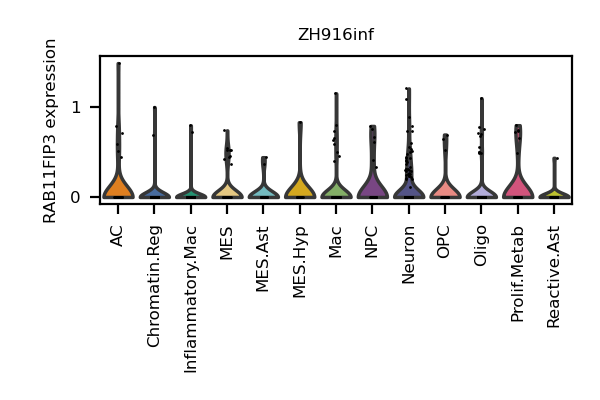 ZH916inf
RAB11FIP3 expression
1
0
AC
Chromatin.Reg
Inflammatory.Mac
MES
MES.Ast
MES.Hyp
Mac
NPC
Neuron
OPC
Oligo
Prolif.Metab
Reactive.Ast